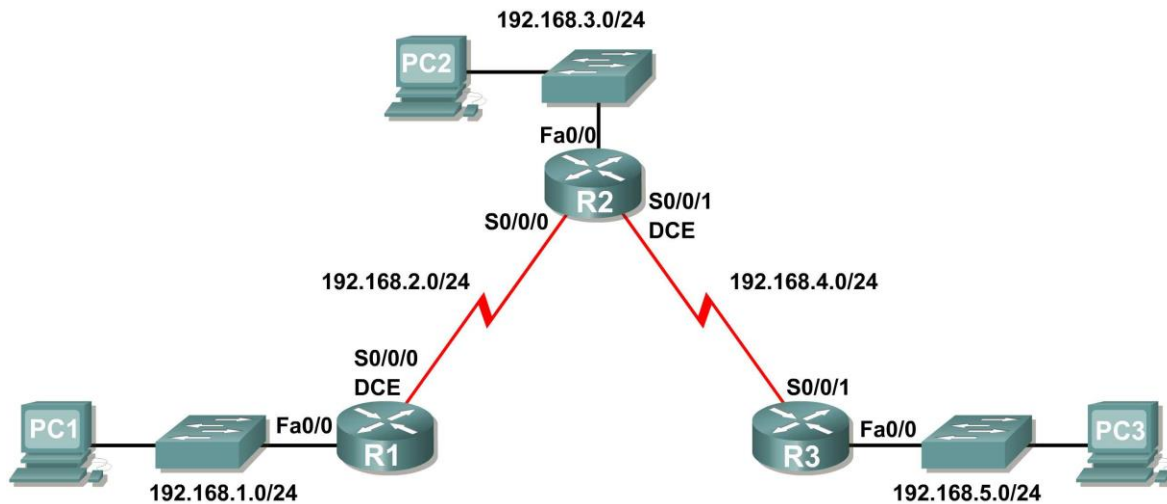 192.168.3.0/24
PC2
Fa0/0
R2
S0/0/0
S0/0/1
DCE
192.168.2.0/24
192.168.4.0/24
S0/0/0
DCE
S0/0/1
PC1
Fa0/0
R1
R3
Fa0/0
PC3
192.168.1.0/24
192.168.5.0/24